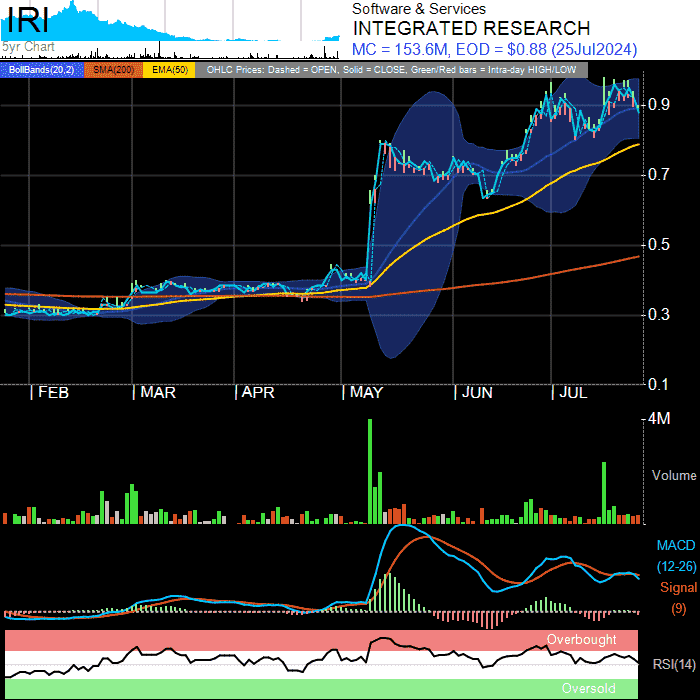 IRI
5yr Chart
Software & Services
INTEGRATED RESEARCH
MC = 153.6M, EOD = $0.88 (25Jul2024)
BollBands(20,2) SMA(200) EMA(50) OHLC Prices: Dashed = OPEN, Solid = CLOSE, Green/Red bars = Intra-day HIGH/LOW
0.9
0.7
0.5
0.3
0.1
| FEB | MAR | APR | MAY | JUN | JUL
4M
Volume
MACD
(12-26)
Signal
(9)
Overbought
RSI(14)
Oversold